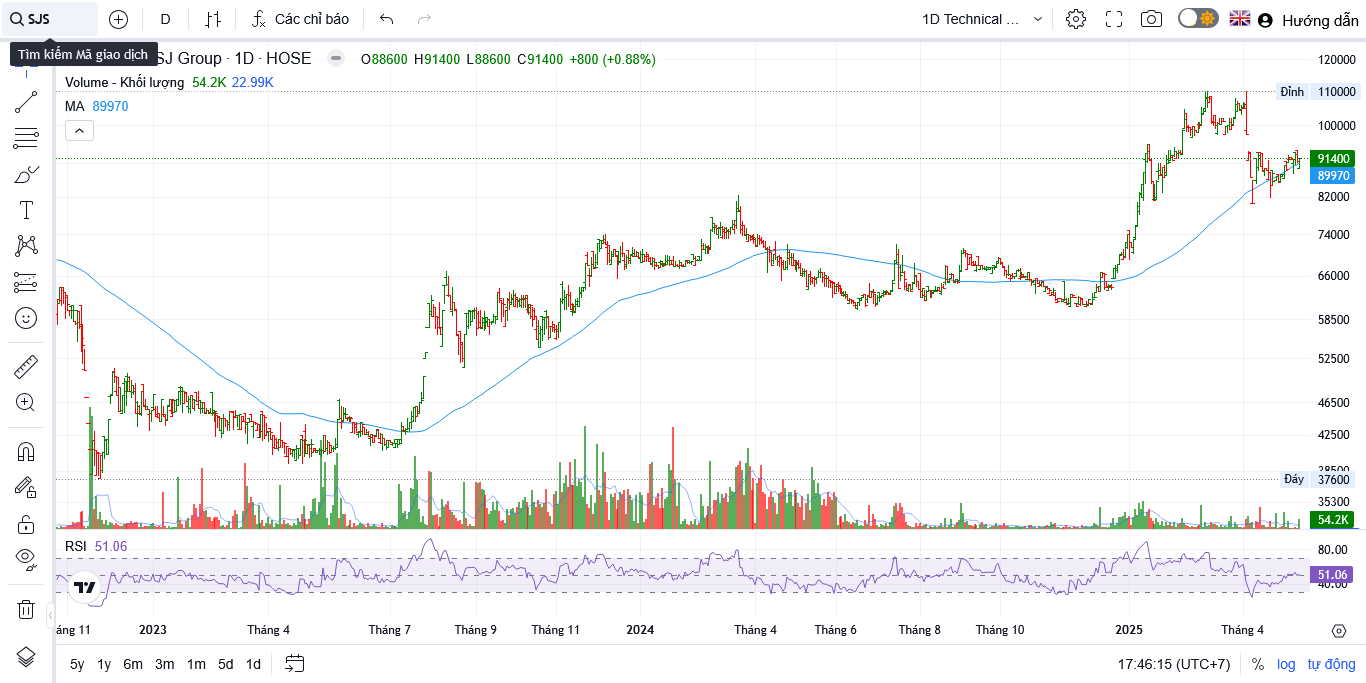 SJS
D
Các chỉ báo
1D Technical ...
Hướng dẫn
Tìm kiếm Mã giao dịch
SJ Group · 1D · HOSE
O88600 H91400 L88600 C91400 +800 (+0.88%)
Volume - Khối lượng 54.2K 22.99K
MA 89970
120000
Đỉnh 110000
100000
91400
89970
82000
74000
66000
58500
52500
46500
42500
38500
Đáy 37600
35300
54.2K
RSI 51.06
80.00
51.06
40.00
áng 11 2023 Tháng 4 Tháng 7 Tháng 9 Tháng 11 2024 Tháng 4 Tháng 6 Tháng 8 Tháng 10 2025 Tháng 4
5y 1y 6m 3m 1m 5d 1d
17:46:15 (UTC+7) % log tự động